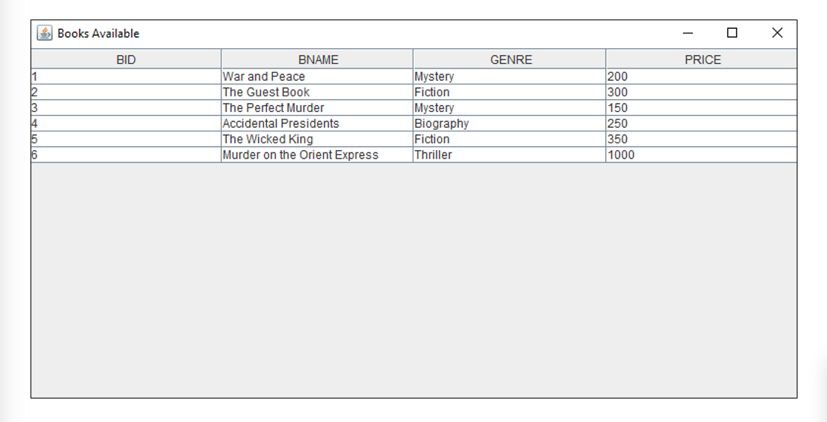 Books Available
BID BNAME GENRE PRICE
1 War and Peace Mystery 200
2 The Guest Book Fiction 300
3 The Perfect Murder Mystery 150
4 Accidental Presidents Biography 250
5 The Wicked King Fiction 350
6 Murder on the Orient Express Thriller 1000